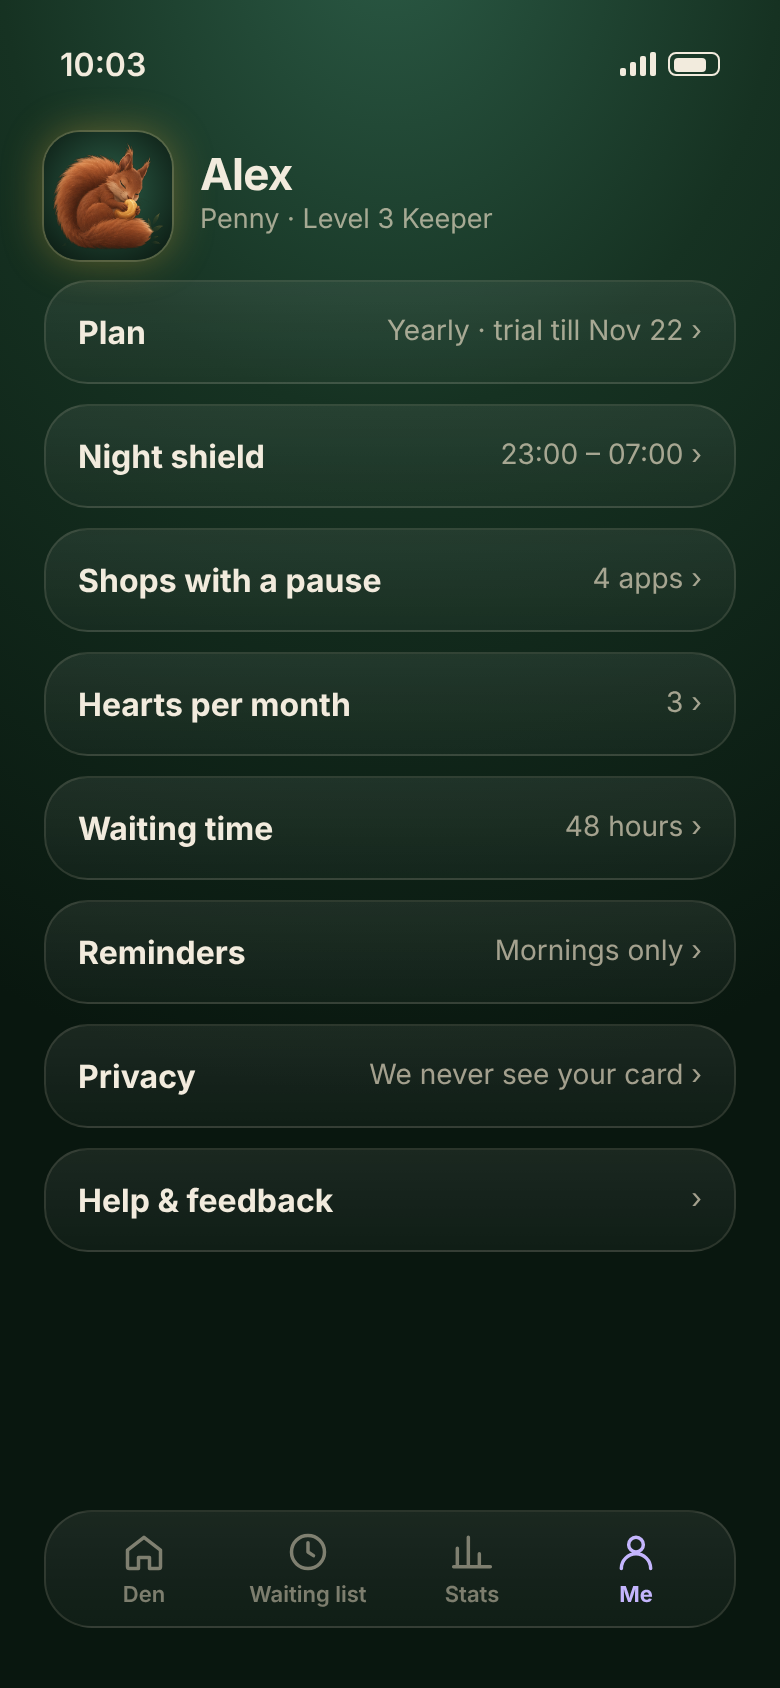 10:03
Alex
Penny · Level 3 Keeper
Plan Yearly · trial till Nov 22 ›
Night shield 23:00 – 07:00 ›
Shops with a pause 4 apps ›
Hearts per month 3 ›
Waiting time 48 hours ›
Reminders Mornings only ›
Privacy We never see your card ›
Help & feedback ›
Den Waiting list Stats Me